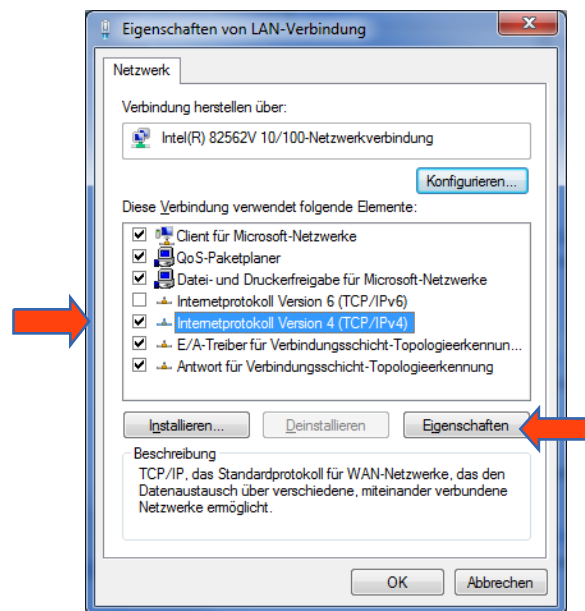 Eigenschaften von LAN-Verbindung
Netzwerk
Verbindung herstellen über:
Intel(R) 82562V 10/100-Netzwerkverbindung
Konfigurieren...
Diese Verbindung verwendet folgende Elemente:
Client für Microsoft-Netzwerke
QoS-Paketplaner
Datei- und Druckerfreigabe für Microsoft-Netzwerke
Internetprotokoll Version 6 (TCP/IPv6)
Internetprotokoll Version 4 (TCP/IPv4)
E/A-Treiber für Verbindungsschicht-Topologieerkennun...
Antwort für Verbindungsschicht-Topologieerkennung
Installieren... Deinstallieren Eigenschaften
Beschreibung
TCP/IP, das Standardprotokoll für WAN-Netzwerke, das den
Datenaustausch über verschiedene, miteinander verbundene
Netzwerke ermöglicht.
OK Abbrechen